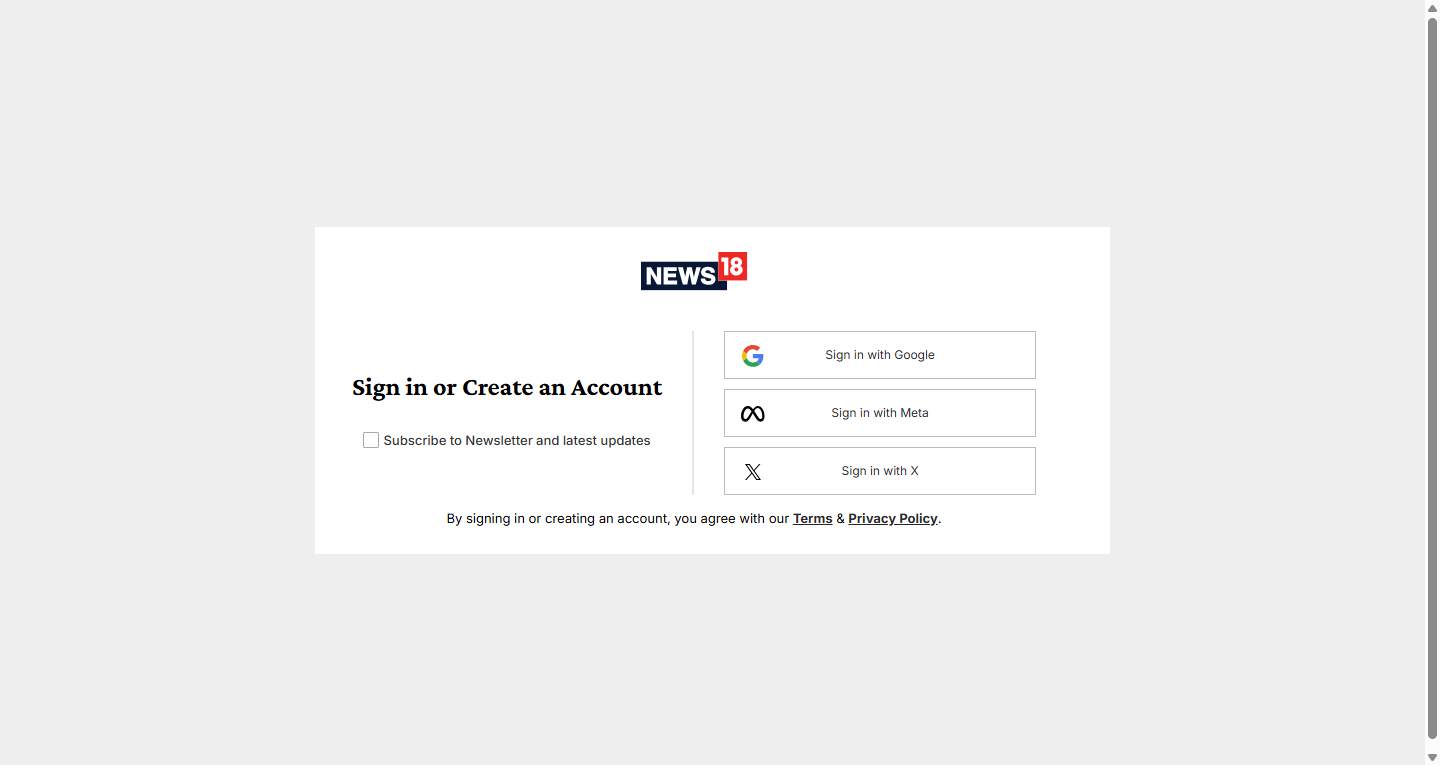 NEWS18
Sign in or Create an Account
Subscribe to Newsletter and latest updates
Sign in with Google
Sign in with Meta
Sign in with X
By signing in or creating an account, you agree with our Terms & Privacy Policy.